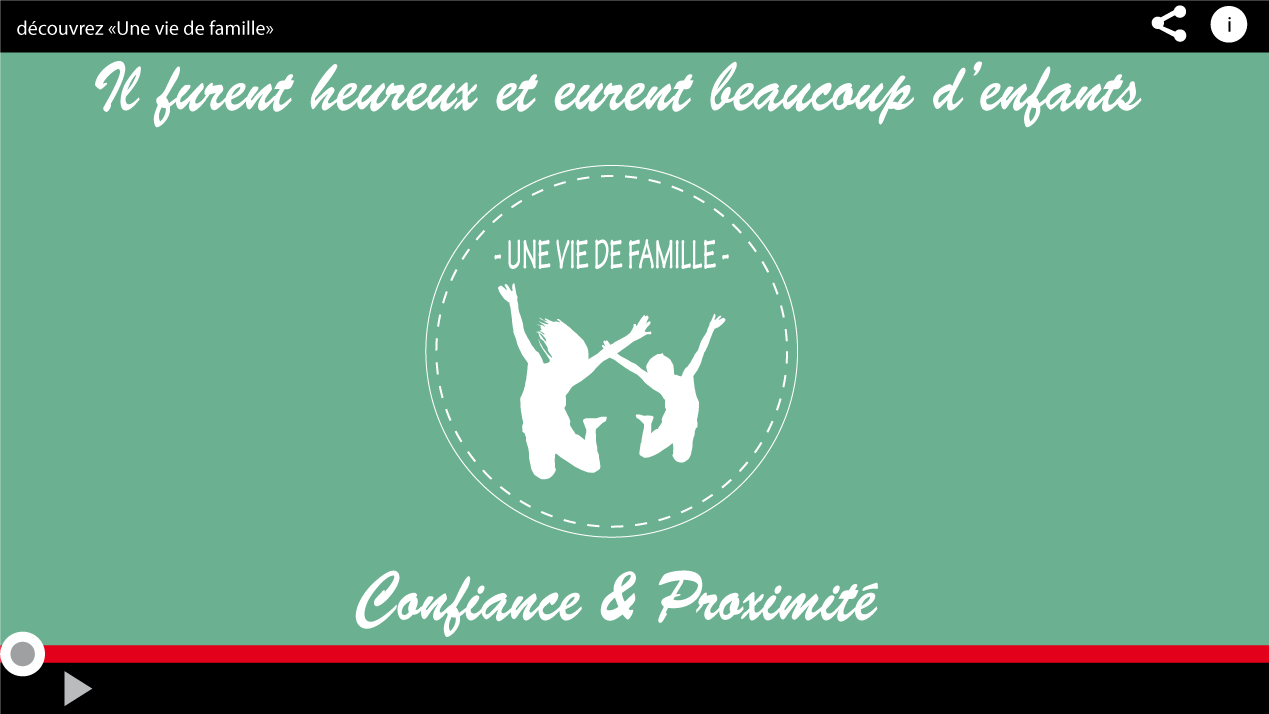 découvrez «Une vie de famille»
i
Il furent heureux et eurent beaucoup d'enfants
- UNE VIE DE FAMILLE -
Confiance & Proximité